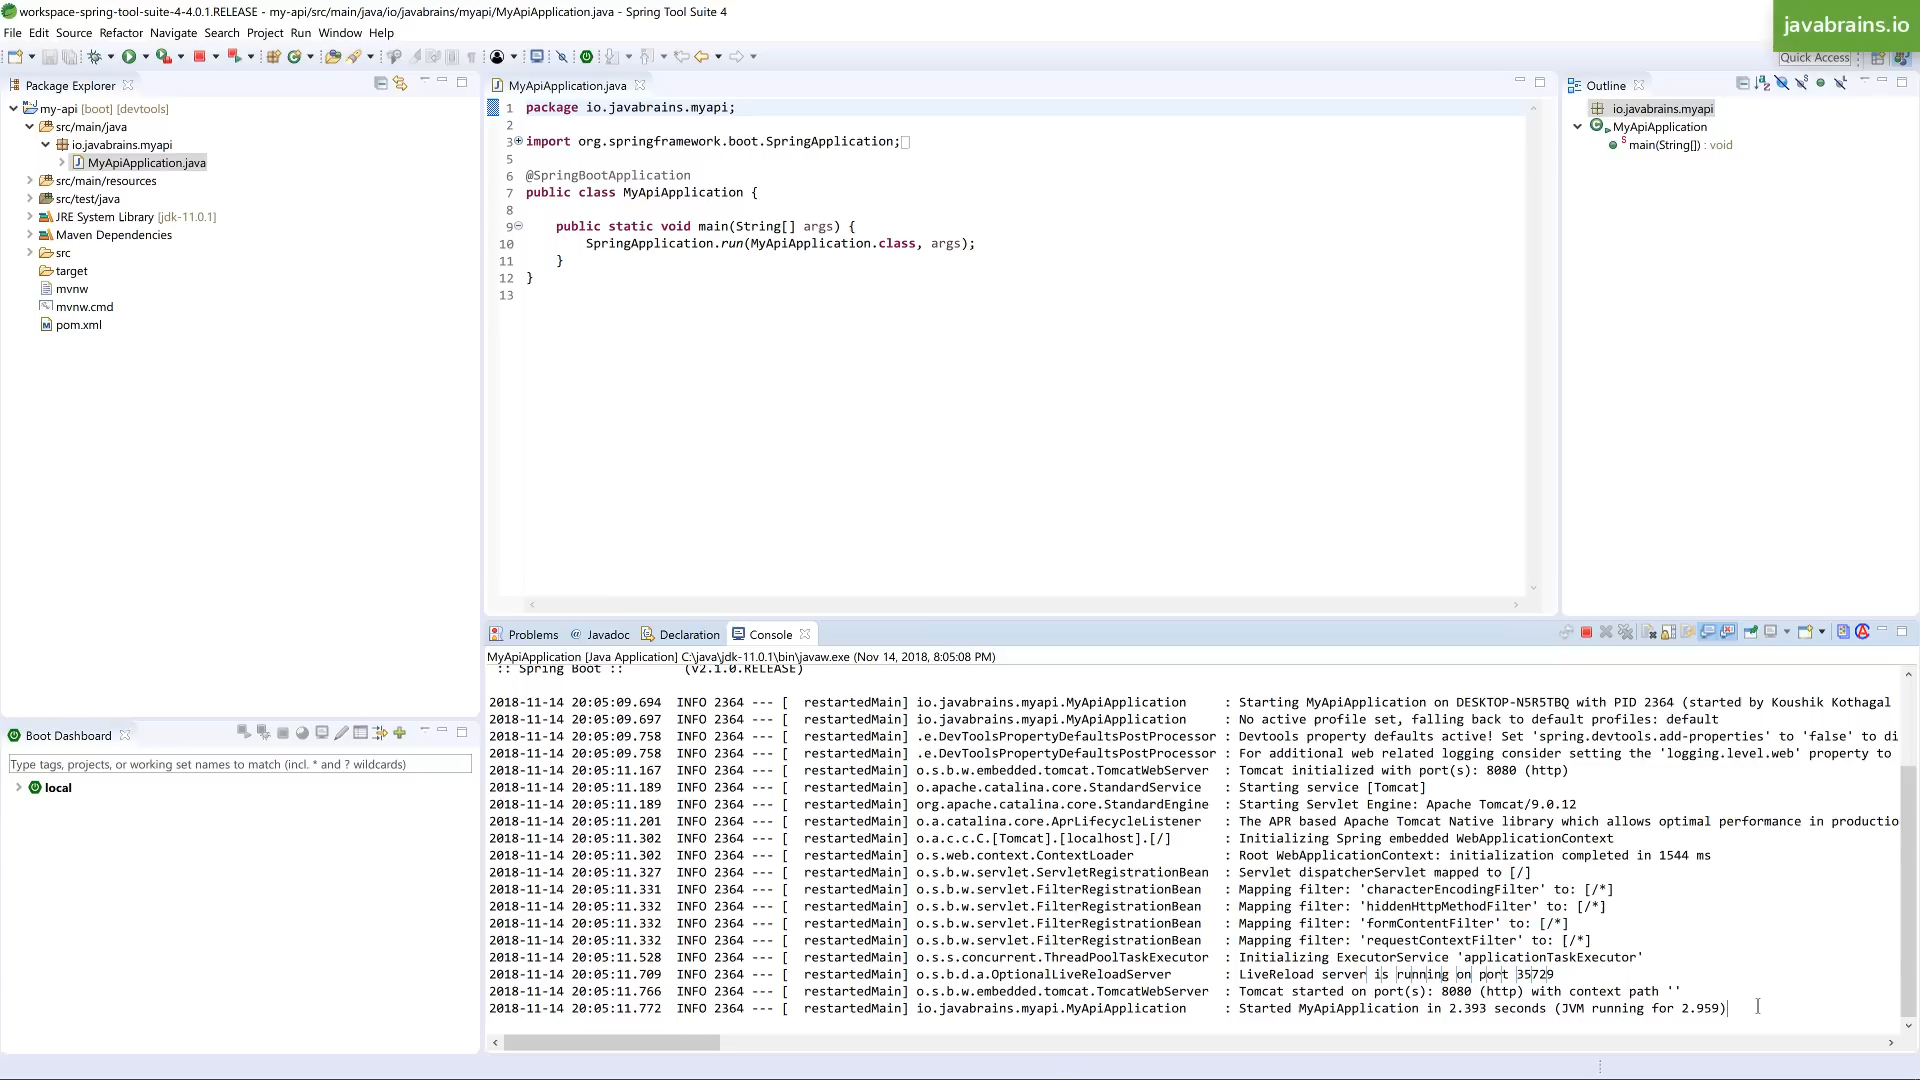 workspace-spring-tool-suite-4-4.0.1.RELEASE - my-api/src/main/java/io/javabrains/myapi/MyApiApplication.java - Spring Tool Suite 4
javabrains.io
File Edit Source Refactor Navigate Search Project Run Window Help
Quick Access
Package Explorer
my-api [boot] [devtools]
src/main/java
io.javabrains.myapi
MyApiApplication.java
src/main/resources
src/test/java
JRE System Library [jdk-11.0.1]
Maven Dependencies
src
target
mvnw
mvnw.cmd
pom.xml
MyApiApplication.java
1 package io.javabrains.myapi;
2
3 import org.springframework.boot.SpringApplication;
5
6 @SpringBootApplication
7 public class MyApiApplication {
8
9 public static void main(String[] args) {
10 SpringApplication.run(MyApiApplication.class, args);
11 }
12 }
13
Outline
io.javabrains.myapi
MyApiApplication
main(String[]) : void
Boot Dashboard
Type tags, projects, or working set names to match (incl. * and ? wildcards)
local
Problems @ Javadoc Declaration Console
MyApiApplication [Java Application] C:\java\jdk-11.0.1\bin\javaw.exe (Nov 14, 2018, 8:05:08 PM)
:: Spring Boot :: (v2.1.0.RELEASE)
2018-11-14 20:05:09.694 INFO 2364 --- [ restartedMain] io.javabrains.myapi.MyApiApplication : Starting MyApiApplication on DESKTOP-N5R5TBQ with PID 2364 (started by Koushik Kothagal
2018-11-14 20:05:09.697 INFO 2364 --- [ restartedMain] io.javabrains.myapi.MyApiApplication : No active profile set, falling back to default profiles: default
2018-11-14 20:05:09.758 INFO 2364 --- [ restartedMain] .e.DevToolsPropertyDefaultsPostProcessor : Devtools property defaults active! Set 'spring.devtools.add-properties' to 'false' to di
2018-11-14 20:05:09.758 INFO 2364 --- [ restartedMain] .e.DevToolsPropertyDefaultsPostProcessor : For additional web related logging consider setting the 'logging.level.web' property to
2018-11-14 20:05:11.167 INFO 2364 --- [ restartedMain] o.s.b.w.embedded.tomcat.TomcatWebServer : Tomcat initialized with port(s): 8080 (http)
2018-11-14 20:05:11.189 INFO 2364 --- [ restartedMain] o.apache.catalina.core.StandardService : Starting service [Tomcat]
2018-11-14 20:05:11.189 INFO 2364 --- [ restartedMain] org.apache.catalina.core.StandardEngine : Starting Servlet Engine: Apache Tomcat/9.0.12
2018-11-14 20:05:11.201 INFO 2364 --- [ restartedMain] o.a.catalina.core.AprLifecycleListener : The APR based Apache Tomcat Native library which allows optimal performance in productio
2018-11-14 20:05:11.302 INFO 2364 --- [ restartedMain] o.a.c.c.C.[Tomcat].[localhost].[/] : Initializing Spring embedded WebApplicationContext
2018-11-14 20:05:11.302 INFO 2364 --- [ restartedMain] o.s.web.context.ContextLoader : Root WebApplicationContext: initialization completed in 1544 ms
2018-11-14 20:05:11.327 INFO 2364 --- [ restartedMain] o.s.b.w.servlet.ServletRegistrationBean : Servlet dispatcherServlet mapped to [/]
2018-11-14 20:05:11.331 INFO 2364 --- [ restartedMain] o.s.b.w.servlet.FilterRegistrationBean : Mapping filter: 'characterEncodingFilter' to: [/*]
2018-11-14 20:05:11.332 INFO 2364 --- [ restartedMain] o.s.b.w.servlet.FilterRegistrationBean : Mapping filter: 'hiddenHttpMethodFilter' to: [/*]
2018-11-14 20:05:11.332 INFO 2364 --- [ restartedMain] o.s.b.w.servlet.FilterRegistrationBean : Mapping filter: 'formContentFilter' to: [/*]
2018-11-14 20:05:11.332 INFO 2364 --- [ restartedMain] o.s.b.w.servlet.FilterRegistrationBean : Mapping filter: 'requestContextFilter' to: [/*]
2018-11-14 20:05:11.528 INFO 2364 --- [ restartedMain] o.s.s.concurrent.ThreadPoolTaskExecutor : Initializing ExecutorService 'applicationTaskExecutor'
2018-11-14 20:05:11.709 INFO 2364 --- [ restartedMain] o.s.b.d.a.OptionalLiveReloadServer : LiveReload server is running on port 35729
2018-11-14 20:05:11.766 INFO 2364 --- [ restartedMain] o.s.b.w.embedded.tomcat.TomcatWebServer : Tomcat started on port(s): 8080 (http) with context path ''
2018-11-14 20:05:11.772 INFO 2364 --- [ restartedMain] io.javabrains.myapi.MyApiApplication : Started MyApiApplication in 2.393 seconds (JVM running for 2.959)